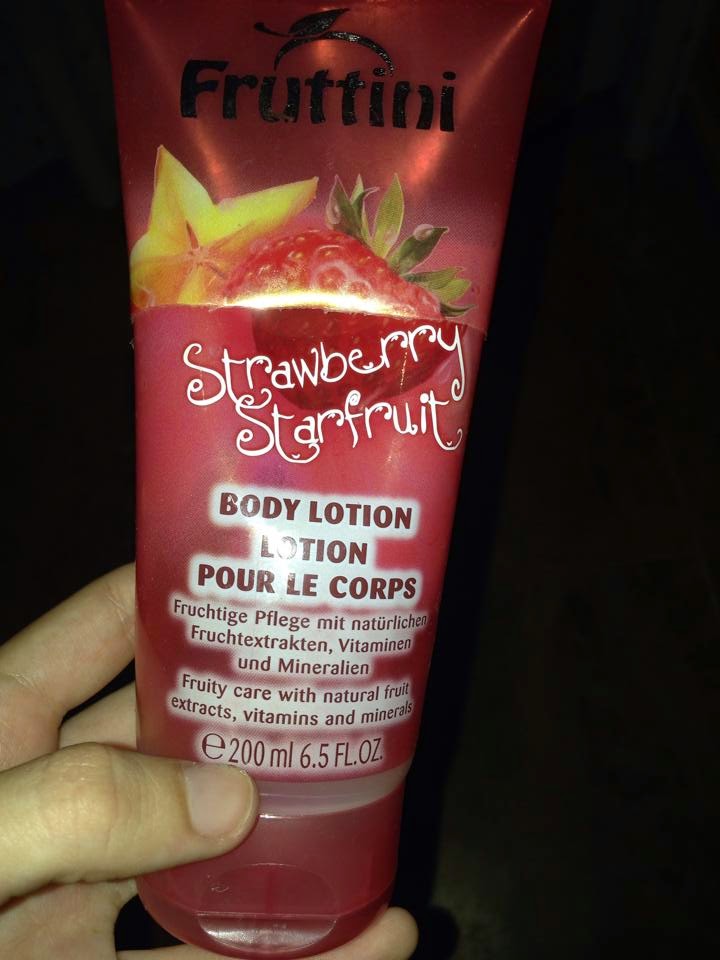 Fruttini
Strawberry
Starfruit
BODY LOTION
LOTION
POUR LE CORPS
Fruchtige Pflege mit natürlichen
Fruchtextrakten, Vitaminen
und Mineralien
Fruity care with natural fruit
extracts, vitamins and minerals
℮ 200 ml 6.5 FL.OZ.